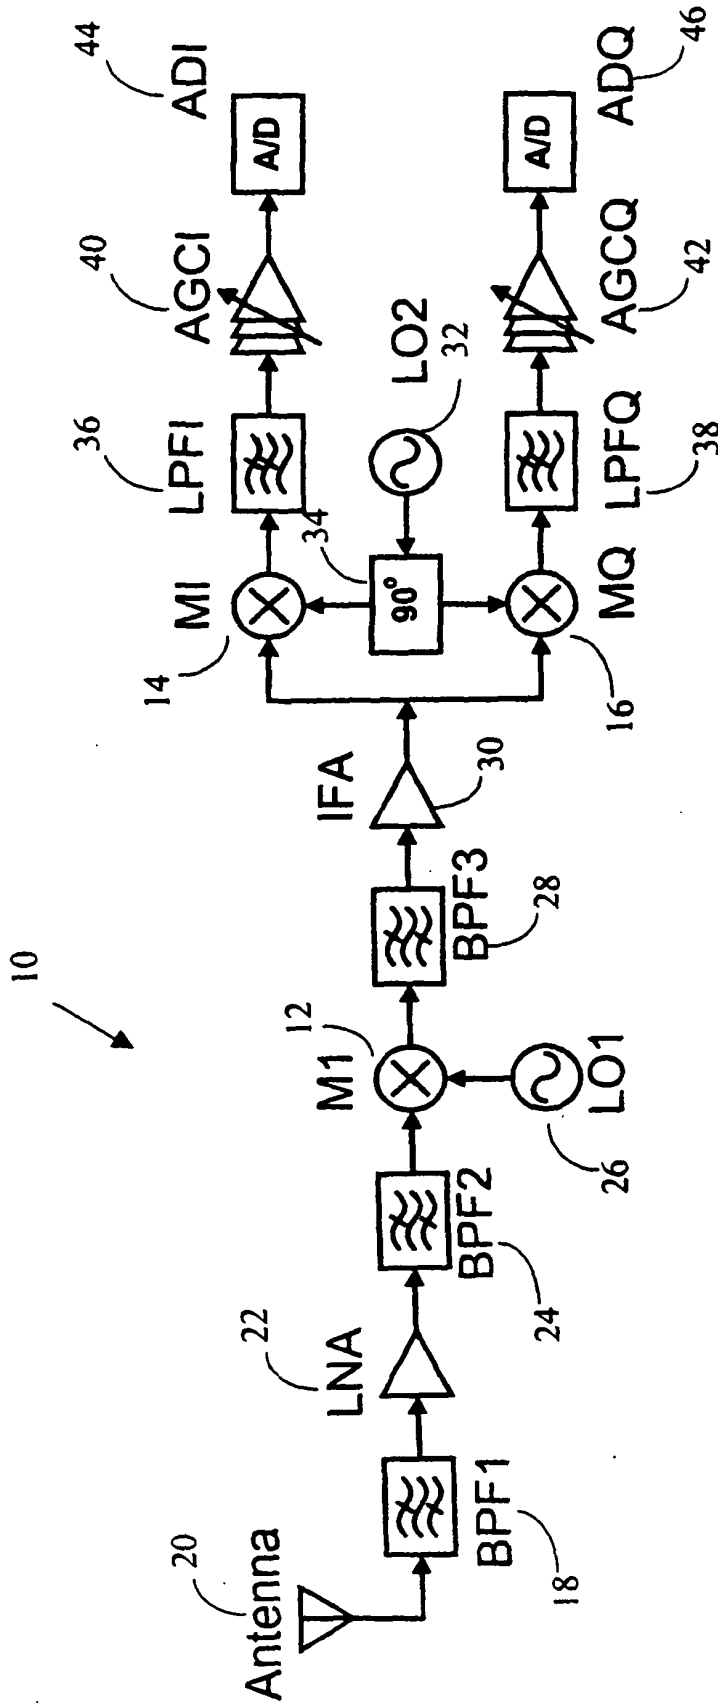 10
20
Antenna
BPF1
18
22
LNA
BPF2
24
M1
12
LO1
26
BPF3
28
IFA
30
14
MI
34
90°
LO2
32
MQ
16
36
LPFI
LPFQ
38
40
AGCI
AGCQ
42
44
ADI
A/D
A/D
ADQ
46